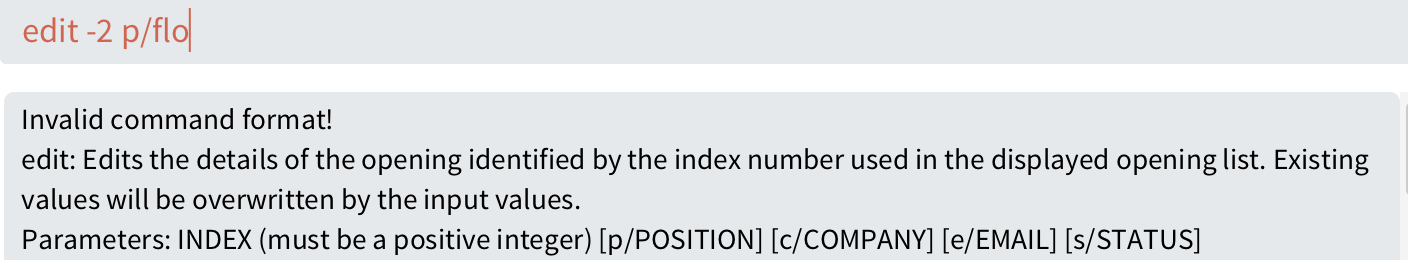 edit -2 p/flo
Invalid command format!
edit: Edits the details of the opening identified by the index number used in the displayed opening list. Existing
values will be overwritten by the input values.
Parameters: INDEX (must be a positive integer) [p/POSITION] [c/COMPANY] [e/EMAIL] [s/STATUS]